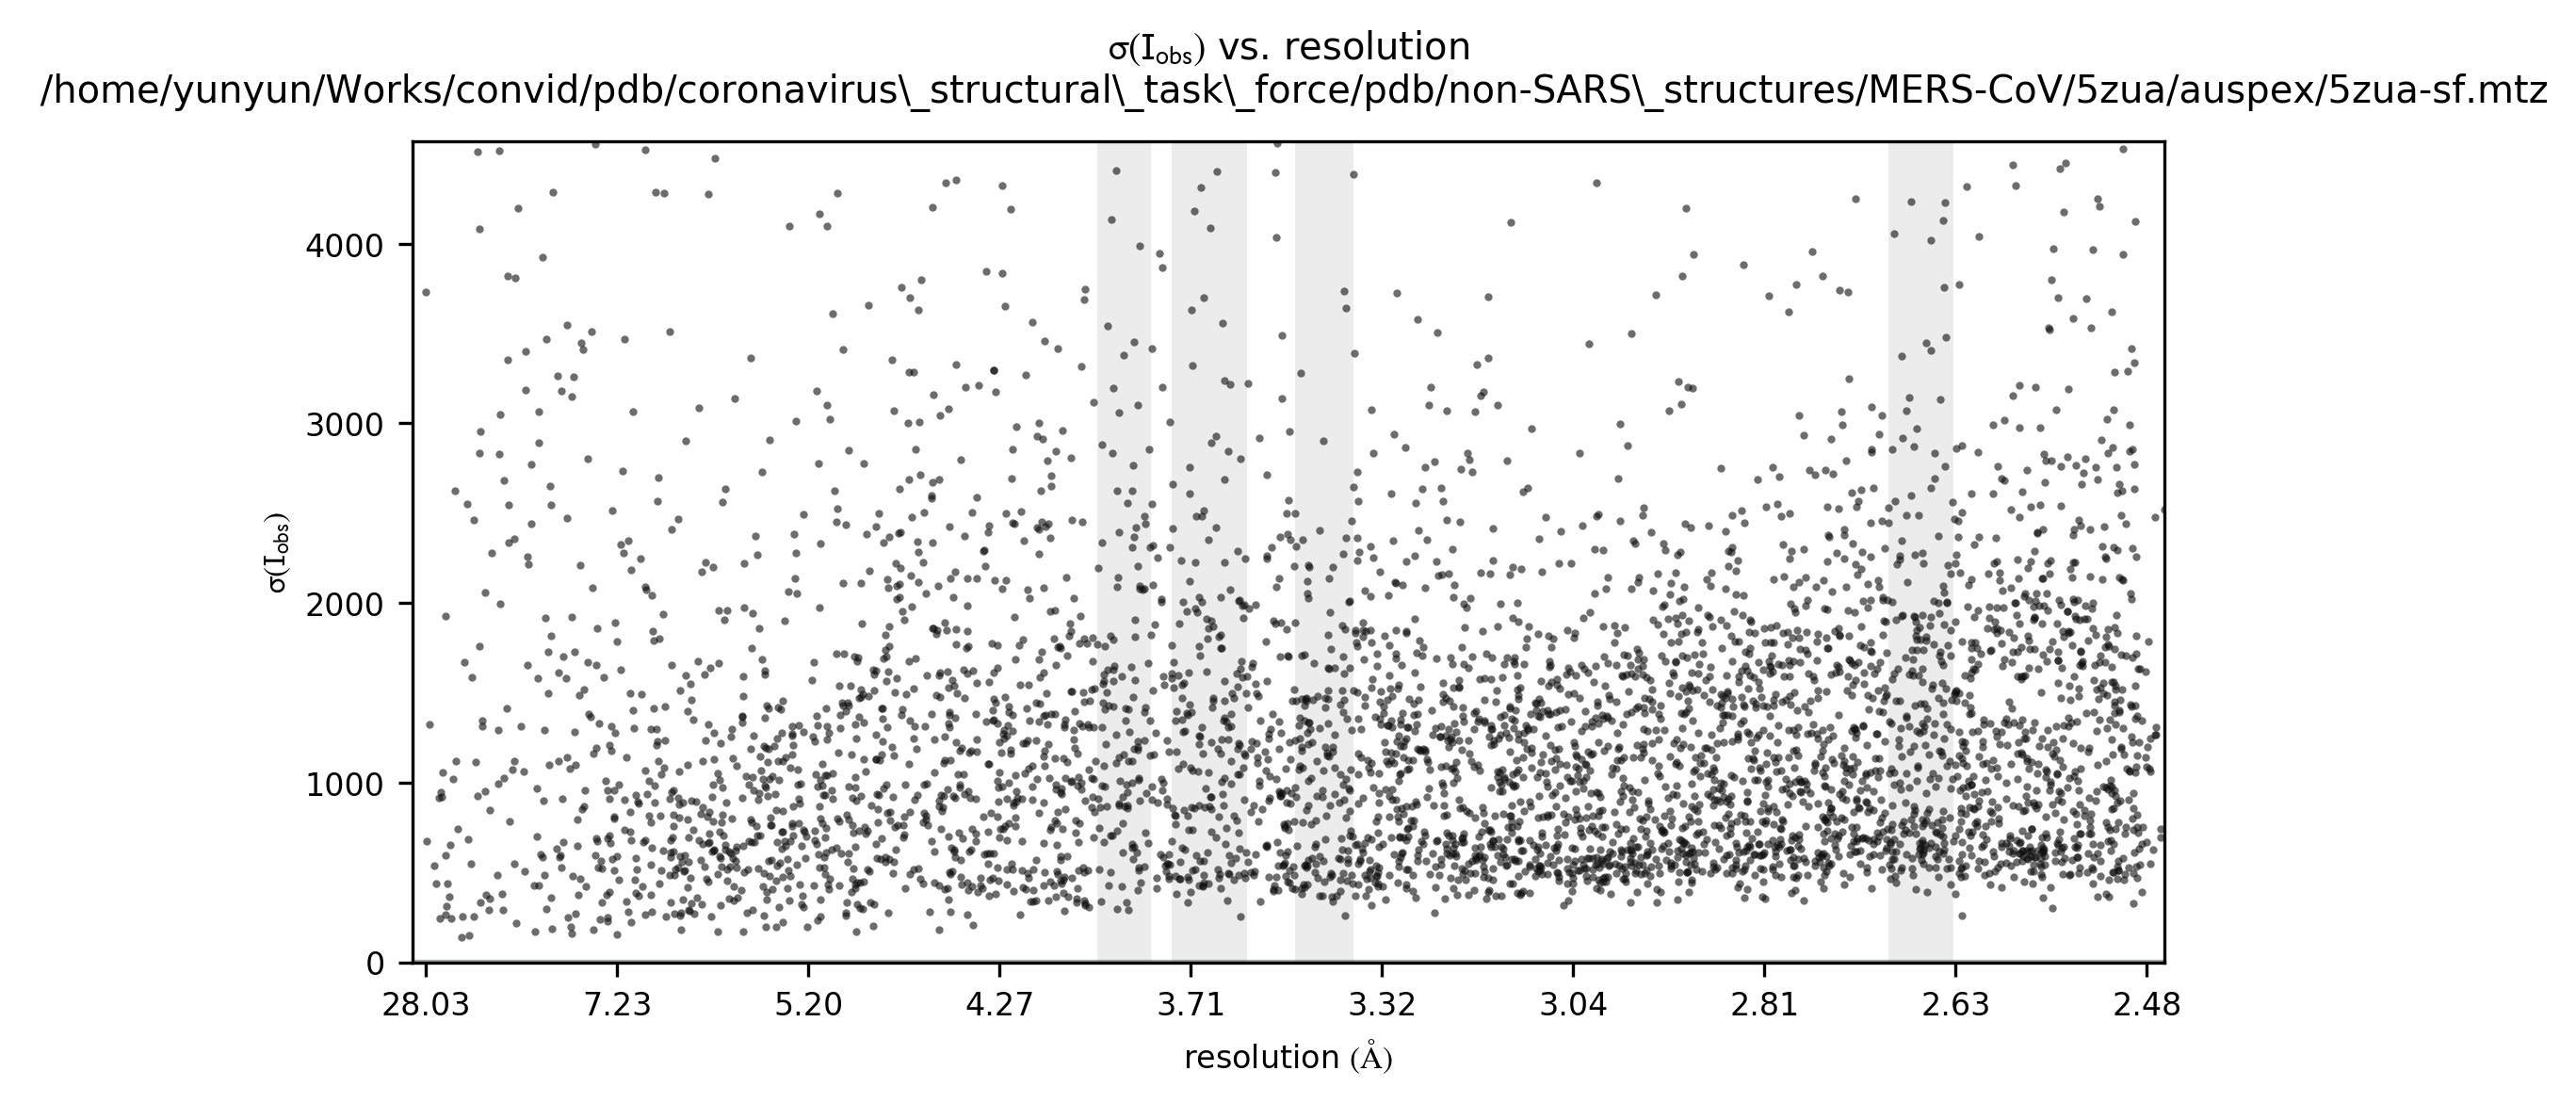 σ(I_obs) vs. resolution
/home/yunyun/Works/convid/pdb/coronavirus\_structural\_task\_force/pdb/non-SARS\_structures/MERS-CoV/5zua/auspex/5zua-sf.mtz
4000
3000
σ(I_obs)
2000
1000
0
28.03 7.23 5.20 4.27 3.71 3.32 3.04 2.81 2.63 2.48
resolution (Å)